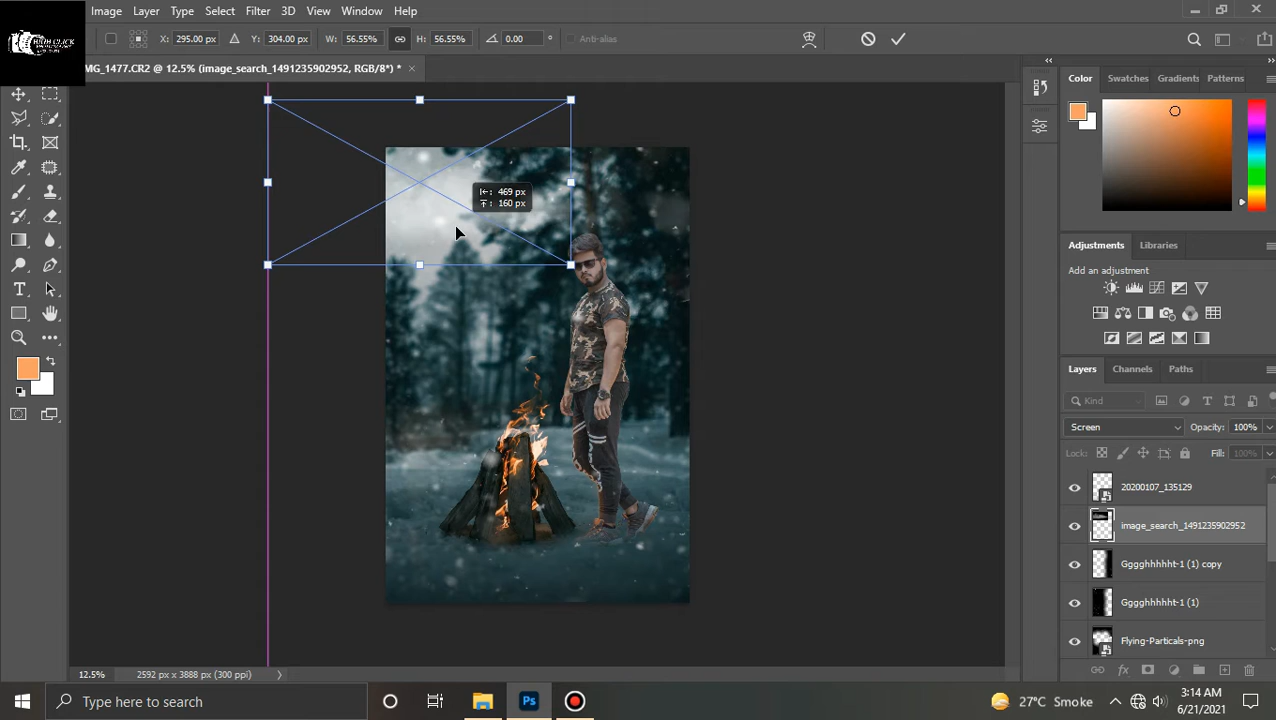 HIGH CLICK
Image Layer Type Select Filter 3D View Window Help
X: 295.00 px Y: 304.00 px W: 56.55% H: 56.55% 0.00 ° Anti-alias
MG_1477.CR2 @ 12.5% (image_search_1491235902952, RGB/8*) * ×
Color Swatches Gradients Patterns
469 px
160 px
Adjustments Libraries
Add an adjustment
Layers Channels Paths
Kind
Screen Opacity: 100%
Lock: Fill: 100%
20200107_135129
image_search_1491235902952
Gggghhhhht-1 (1) copy
Gggghhhhht-1 (1)
Flying-Particals-png
12.5% 2592 px x 3888 px (300 ppi)
Type here to search
Ps
27°C Smoke
3:14 AM
6/21/2021